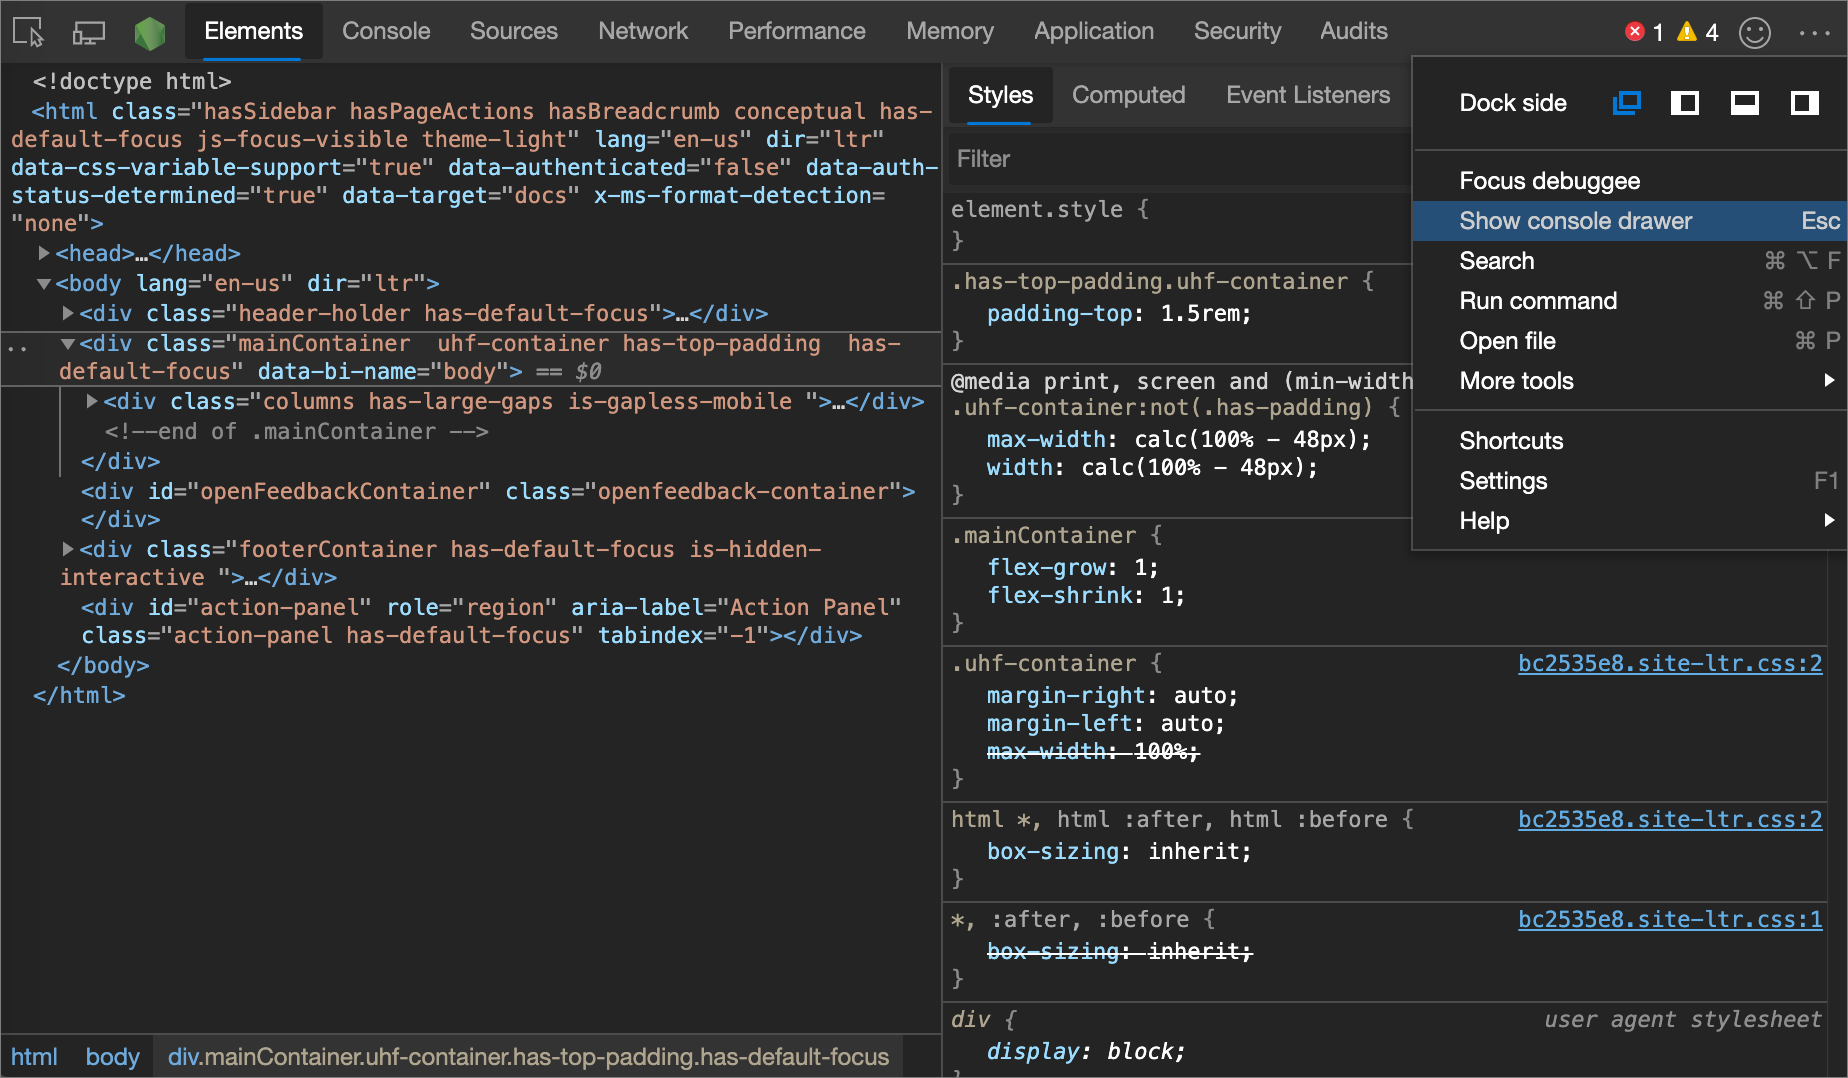 Elements Console Sources Network Performance Memory Application Security Audits 1 4
<!doctype html>
<html class="hasSidebar hasPageActions hasBreadcrumb conceptual has-
default-focus js-focus-visible theme-light" lang="en-us" dir="ltr"
data-css-variable-support="true" data-authenticated="false" data-auth-
status-determined="true" data-target="docs" x-ms-format-detection=
"none">
<head>…</head>
<body lang="en-us" dir="ltr">
<div class="header-holder has-default-focus">…</div>
<div class="mainContainer  uhf-container has-top-padding  has-
default-focus" data-bi-name="body"> == $0
<div class="columns has-large-gaps is-gapless-mobile ">…</div>
<!--end of .mainContainer -->
</div>
<div id="openFeedbackContainer" class="openfeedback-container">
</div>
<div class="footerContainer has-default-focus is-hidden-
interactive ">…</div>
<div id="action-panel" role="region" aria-label="Action Panel"
class="action-panel has-default-focus" tabindex="-1"></div>
</body>
</html>
html body div.mainContainer.uhf-container.has-top-padding.has-default-focus
Styles Computed Event Listeners
Filter
element.style {
}
.has-top-padding.uhf-container {
padding-top: 1.5rem;
}
@media print, screen and (min-width
.uhf-container:not(.has-padding) {
max-width: calc(100% - 48px);
width: calc(100% - 48px);
}
.mainContainer {
flex-grow: 1;
flex-shrink: 1;
}
.uhf-container { bc2535e8.site-ltr.css:2
margin-right: auto;
margin-left: auto;
max-width: 100%;
}
html *, html :after, html :before { bc2535e8.site-ltr.css:2
box-sizing: inherit;
}
*, :after, :before { bc2535e8.site-ltr.css:1
box-sizing: inherit;
}
div { user agent stylesheet
display: block;
Dock side
Focus debuggee
Show console drawer Esc
Search ⌘ ⌥ F
Run command ⌘ ⇧ P
Open file ⌘ P
More tools
Shortcuts
Settings F1
Help